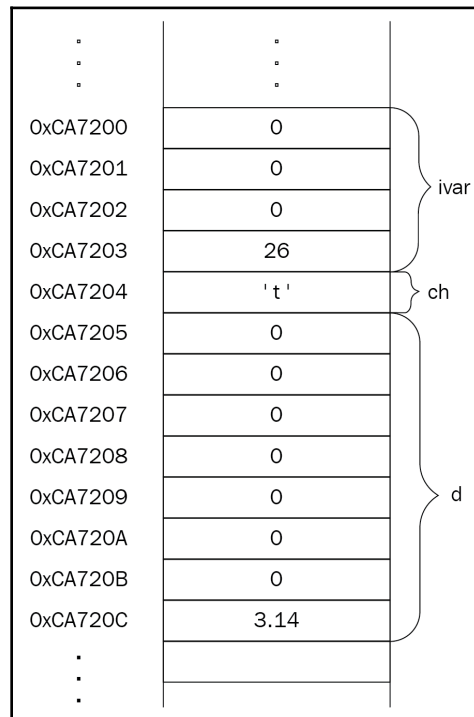 0xCA7200 0
0xCA7201 0
ivar
0xCA7202 0
0xCA7203 26
0xCA7204 't' ch
0xCA7205 0
0xCA7206 0
0xCA7207 0
0xCA7208 0
0xCA7209 0 d
0xCA720A 0
0xCA720B 0
0xCA720C 3.14